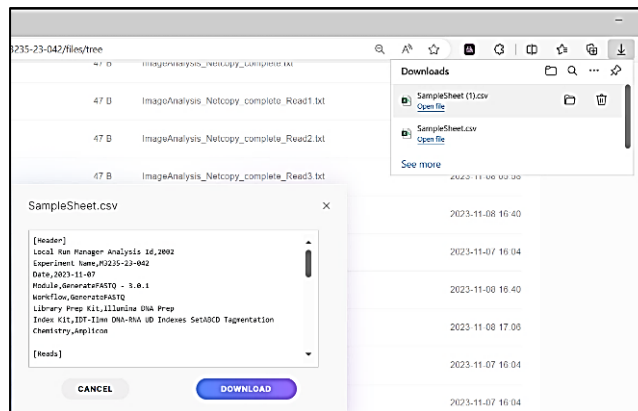 3235-23-042/files/tree
Downloads
SampleSheet (1).csv
Open file
SampleSheet.csv
Open file
See more
47 B ImageAnalysis_Netcopy_complete.txt
47 B ImageAnalysis_Netcopy_complete_Read1.txt
47 B ImageAnalysis_Netcopy_complete_Read2.txt
47 B ImageAnalysis_Netcopy_complete_Read3.txt 2023-11-08 05:58
2023-11-08 16:40
2023-11-07 16:04
2023-11-08 16:40
2023-11-08 17:06
2023-11-07 16:04
2023-11-07 16:04
SampleSheet.csv
[Header]
Local Run Manager Analysis Id,2002
Experiment Name,M3235-23-042
Date,2023-11-07
Module,GenerateFASTQ - 3.0.1
Workflow,GenerateFASTQ
Library Prep Kit,Illumina DNA Prep
Index Kit,IDT-Ilmn DNA-RNA UD Indexes SetABCD Tagmentation
Chemistry,Amplicon
[Reads]
CANCEL
DOWNLOAD